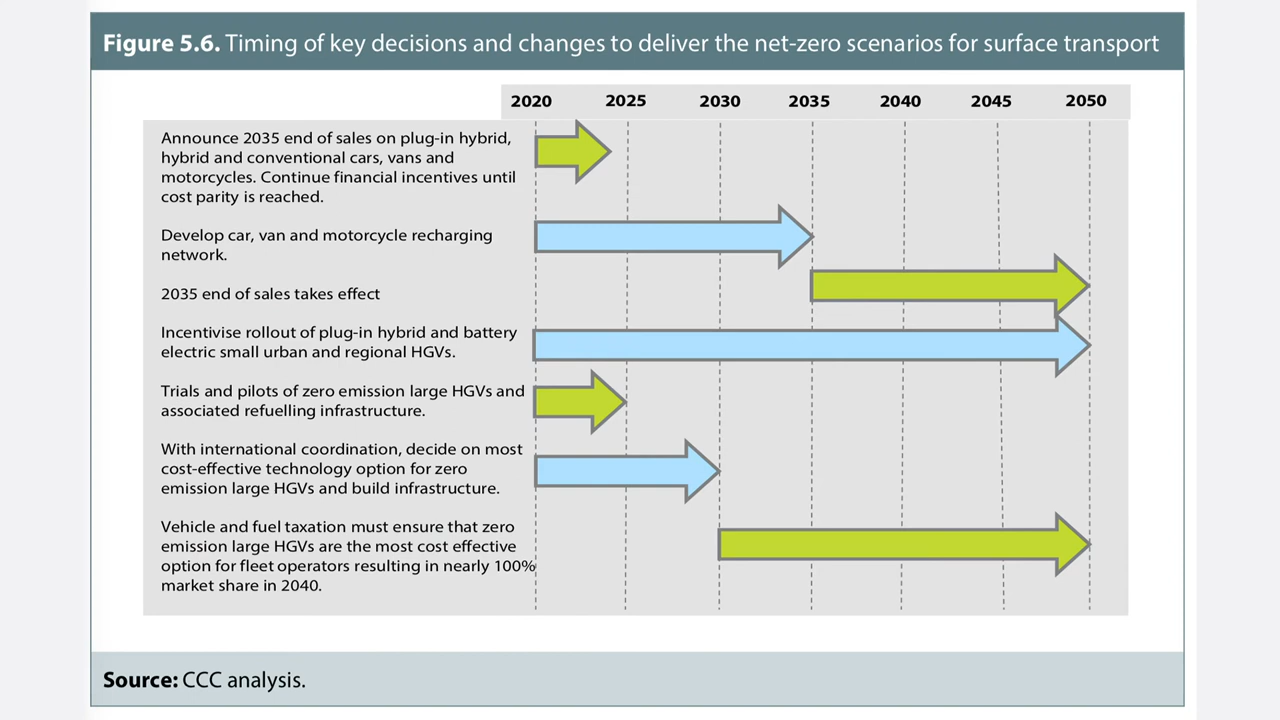 Figure 5.6. Timing of key decisions and changes to deliver the net-zero scenarios for surface transport
2020 2025 2030 2035 2040 2045 2050
Announce 2035 end of sales on plug-in hybrid,
hybrid and conventional cars, vans and
motorcycles. Continue financial incentives until
cost parity is reached.
Develop car, van and motorcycle recharging
network.
2035 end of sales takes effect
Incentivise rollout of plug-in hybrid and battery
electric small urban and regional HGVs.
Trials and pilots of zero emission large HGVs and
associated refuelling infrastructure.
With international coordination, decide on most
cost-effective technology option for zero
emission large HGVs and build infrastructure.
Vehicle and fuel taxation must ensure that zero
emission large HGVs are the most cost effective
option for fleet operators resulting in nearly 100%
market share in 2040.
Source: CCC analysis.